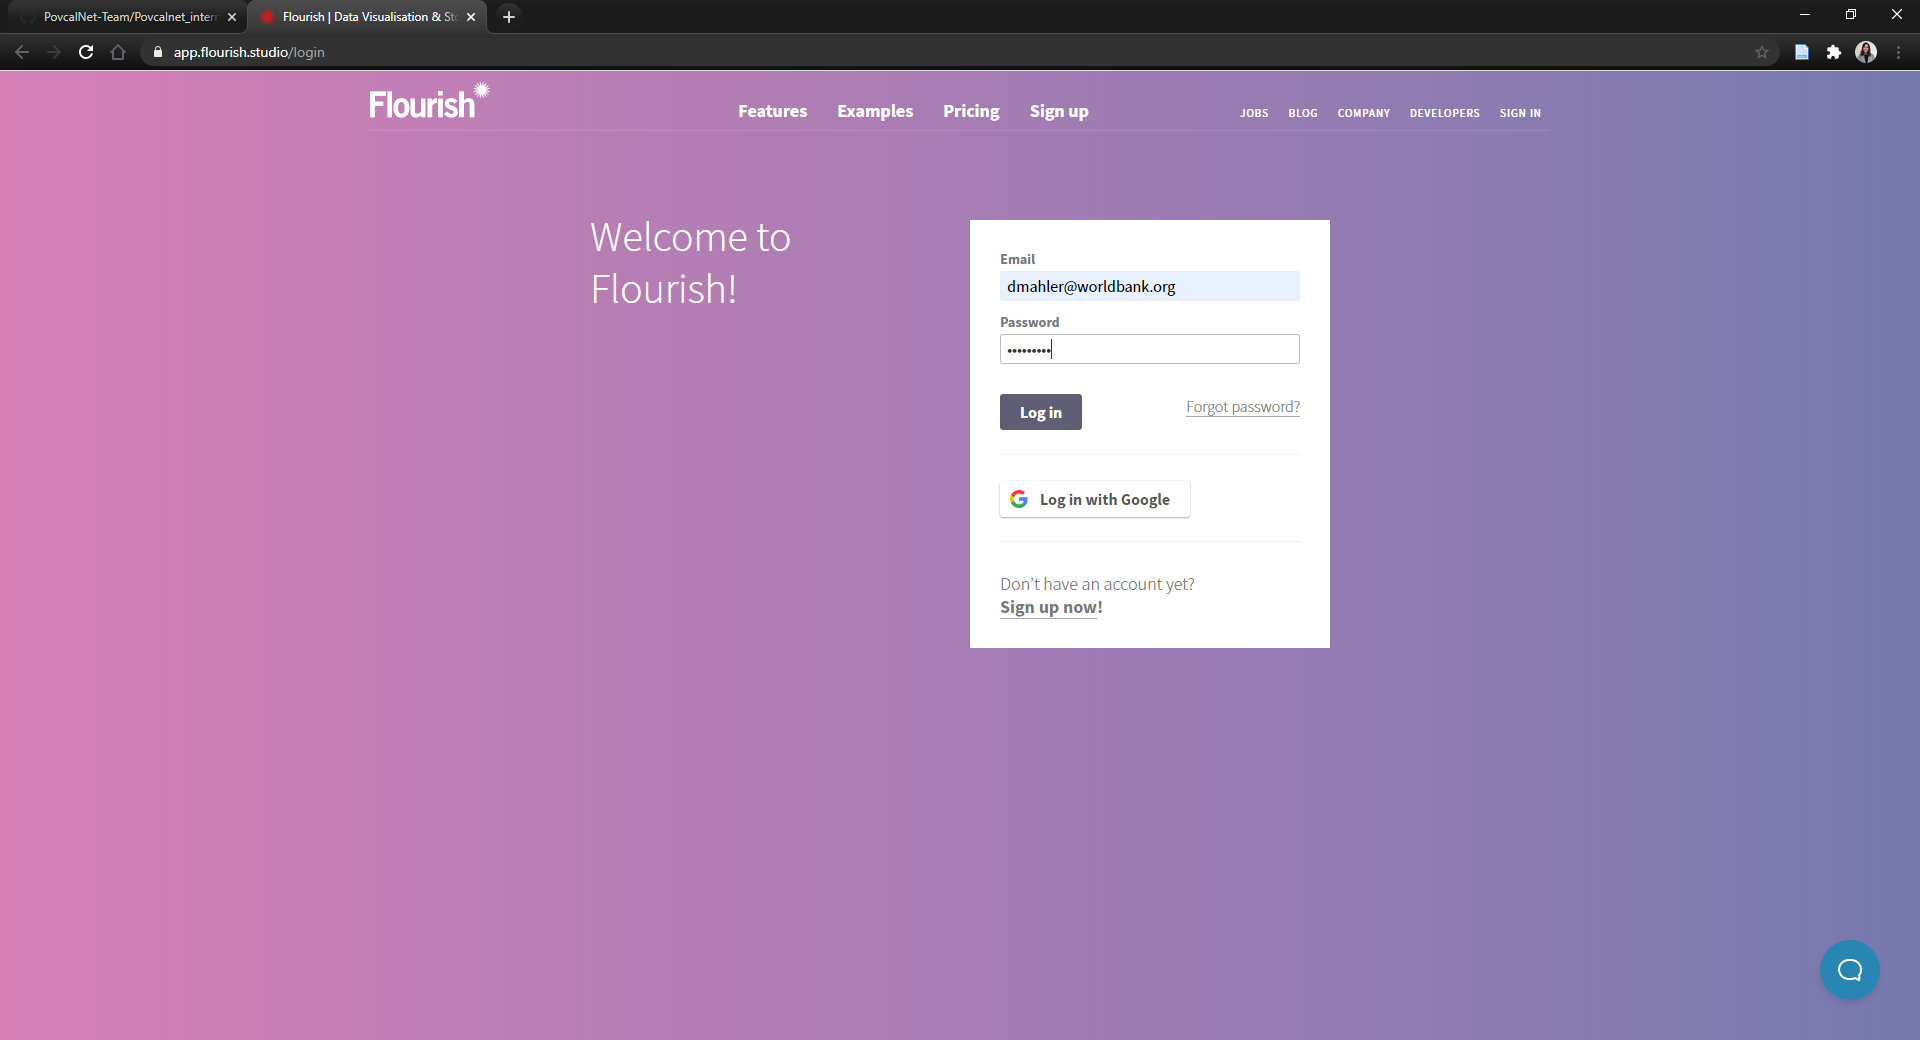 PovcalNet-Team/Povcalnet_intern
Flourish | Data Visualisation & Sto
app.flourish.studio/login
Flourish
Features Examples Pricing Sign up
JOBS BLOG COMPANY DEVELOPERS SIGN IN
Welcome to
Flourish!
Email
dmahler@worldbank.org
Password
•••••••••
Log in Forgot password?
Log in with Google
Don’t have an account yet?
Sign up now!